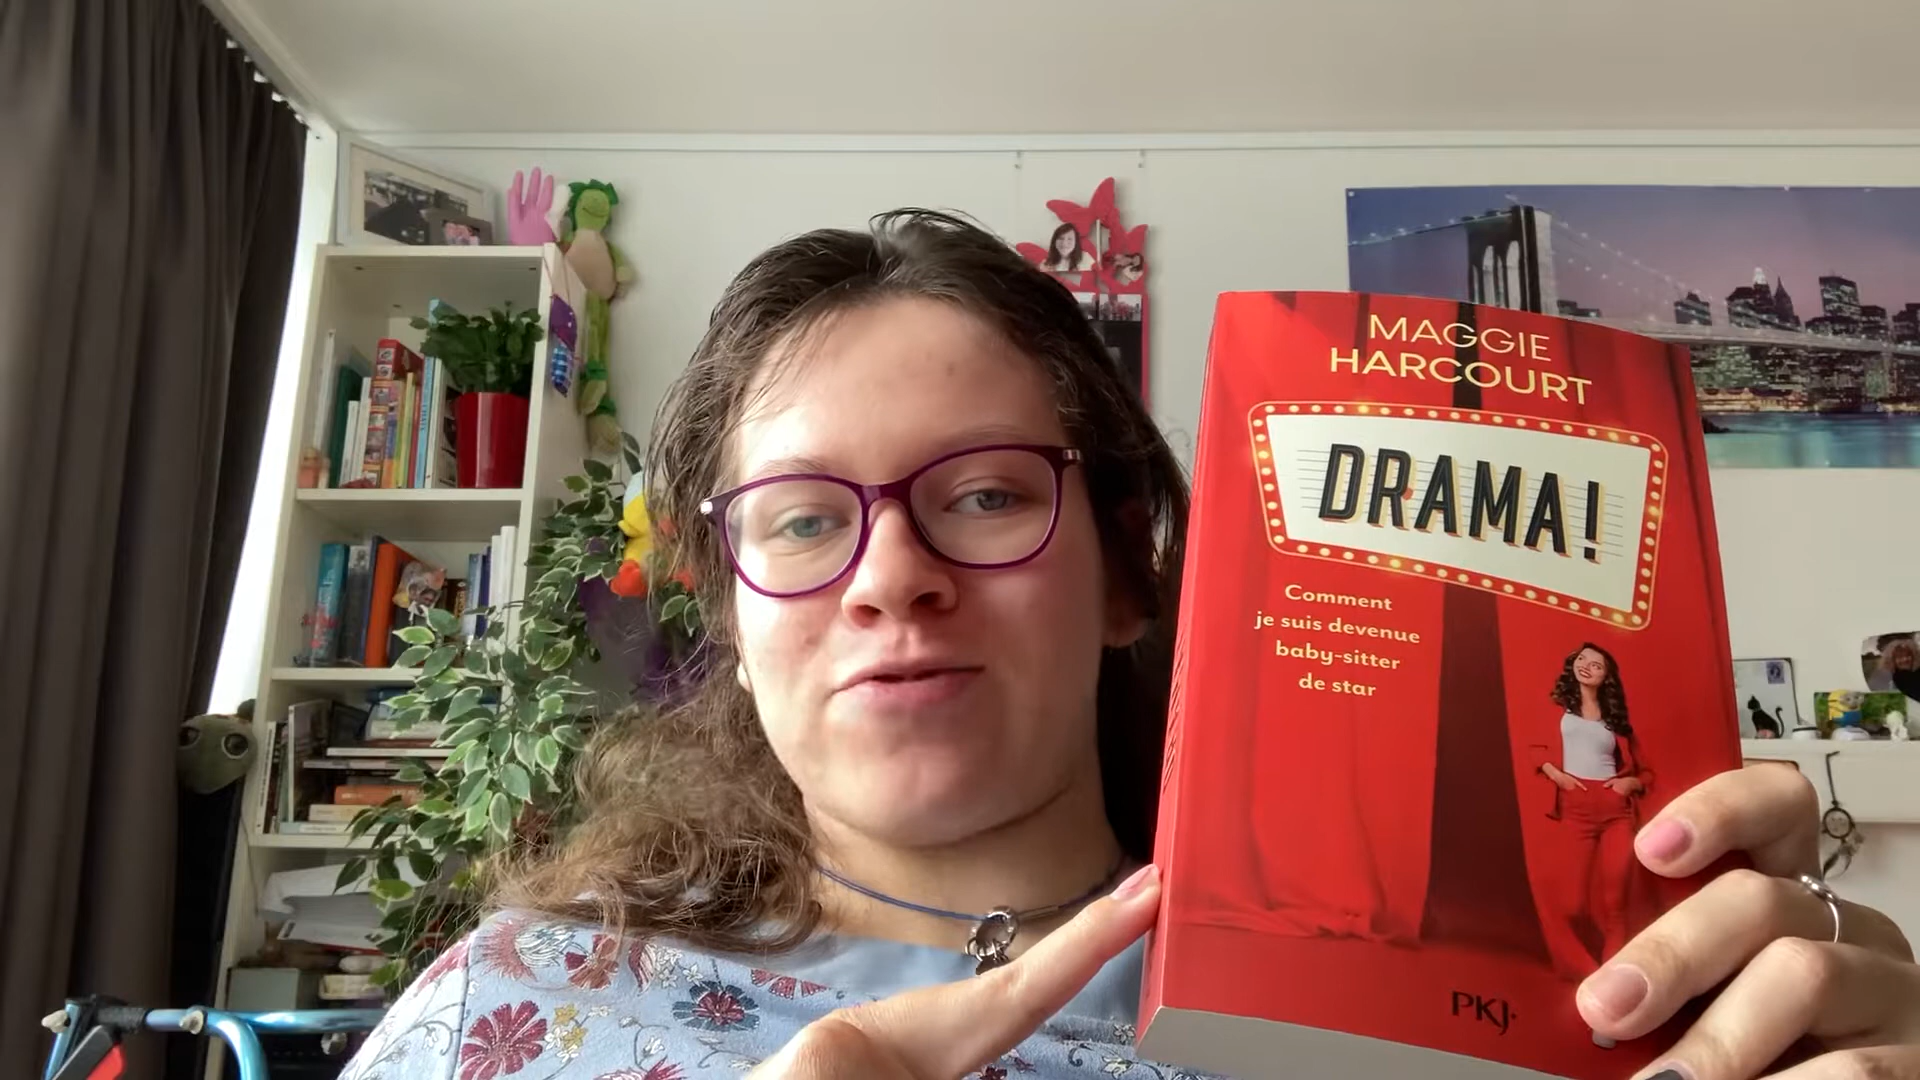 MAGGIE
HARCOURT
DRAMA!
Comment
je suis devenue
baby-sitter
de star
PKJ.